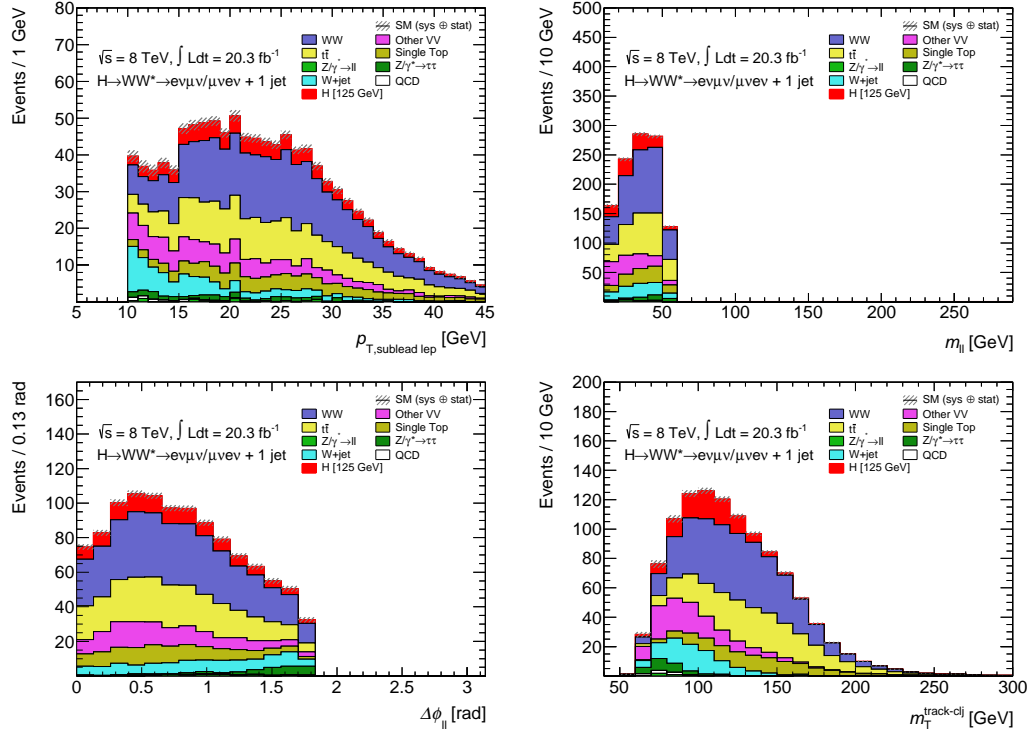 Events / 1 GeV
80
70
60
50
40
30
20
10
5 10 15 20 25 30 35 40 45
p_T,sublead lep [GeV]
√s = 8 TeV, ∫ Ldt = 20.3 fb⁻¹
H→WW*→eνμν/μνeν + 1 jet
SM (sys ⊕ stat)
WW Other VV
tt̄ Single Top
Z/γ*→ll Z/γ*→ττ
W+jet QCD
H [125 GeV]
Events / 10 GeV
500
450
400
350
300
250
200
150
100
50
50 100 150 200 250
m_ll [GeV]
√s = 8 TeV, ∫ Ldt = 20.3 fb⁻¹
H→WW*→eνμν/μνeν + 1 jet
SM (sys ⊕ stat)
WW Other VV
tt̄ Single Top
Z/γ*→ll Z/γ*→ττ
W+jet QCD
H [125 GeV]
Events / 0.13 rad
160
140
120
100
80
60
40
20
0 0.5 1 1.5 2 2.5 3
Δϕ_ll [rad]
√s = 8 TeV, ∫ Ldt = 20.3 fb⁻¹
H→WW*→eνμν/μνeν + 1 jet
SM (sys ⊕ stat)
WW Other VV
tt̄ Single Top
Z/γ*→ll Z/γ*→ττ
W+jet QCD
H [125 GeV]
Events / 10 GeV
200
180
160
140
120
100
80
60
40
20
50 100 150 200 250 300
m_T^track-clj [GeV]
√s = 8 TeV, ∫ Ldt = 20.3 fb⁻¹
H→WW*→eνμν/μνeν + 1 jet
SM (sys ⊕ stat)
WW Other VV
tt̄ Single Top
Z/γ*→ll Z/γ*→ττ
W+jet QCD
H [125 GeV]